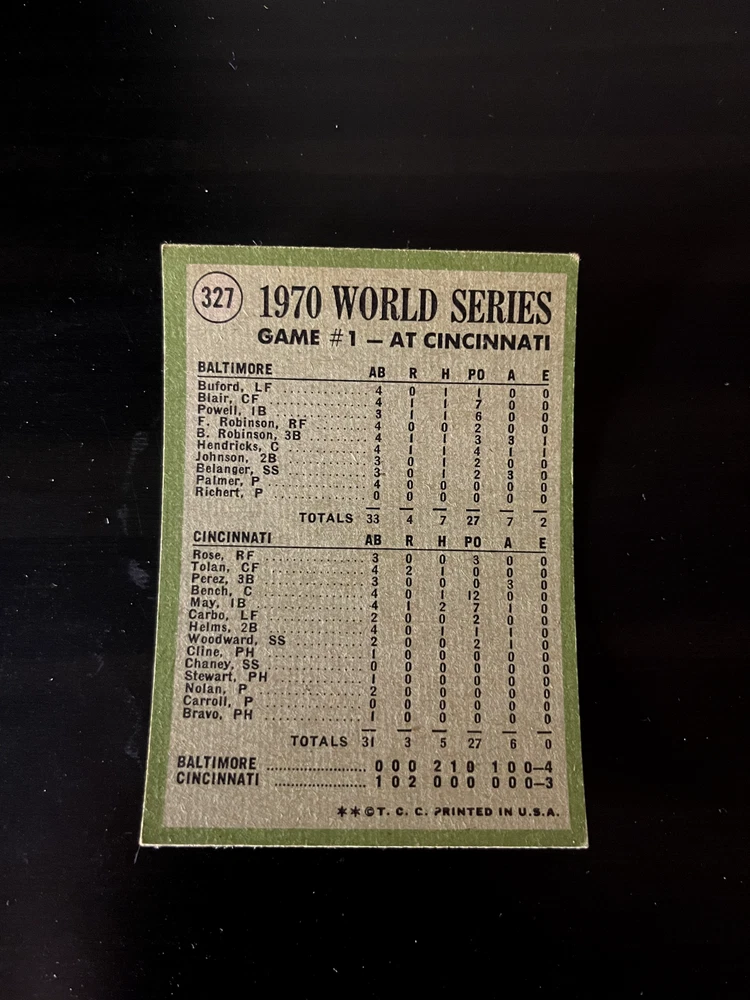 327 1970 WORLD SERIES
GAME #1 — AT CINCINNATI
BALTIMORE AB R H PO A E
Buford, LF 4 0 1 1 0 0
Blair, CF 4 1 1 7 0 0
Powell, 1B 3 1 1 6 0 0
F. Robinson, RF 4 0 0 2 0 0
B. Robinson, 3B 4 1 1 3 3 1
Hendricks, C 4 1 1 4 1 1
Johnson, 2B 3 0 1 2 0 0
Belanger, SS 3 0 1 2 3 0
Palmer, P 4 0 0 0 0 0
Richert, P 0 0 0 0 0 0
TOTALS 33 4 7 27 7 2
CINCINNATI AB R H PO A E
Rose, RF 3 0 0 3 0 0
Tolan, CF 4 2 1 0 0 0
Perez, 3B 3 0 0 0 3 0
Bench, C 4 0 1 12 0 0
May, 1B 4 1 2 7 1 0
Carbo, LF 2 0 0 2 0 0
Helms, 2B 4 0 1 1 1 0
Woodward, SS 2 0 0 2 1 0
Cline, PH 1 0 0 0 0 0
Chaney, SS 0 0 0 0 0 0
Stewart, PH 1 0 0 0 0 0
Nolan, P 2 0 0 0 0 0
Carroll, P 0 0 0 0 0 0
Bravo, PH 1 0 0 0 0 0
TOTALS 31 3 5 27 6 0
BALTIMORE 0 0 0 2 1 0 1 0 0—4
CINCINNATI 1 0 2 0 0 0 0 0 0—3
**©T. C. C. PRINTED IN U.S.A.